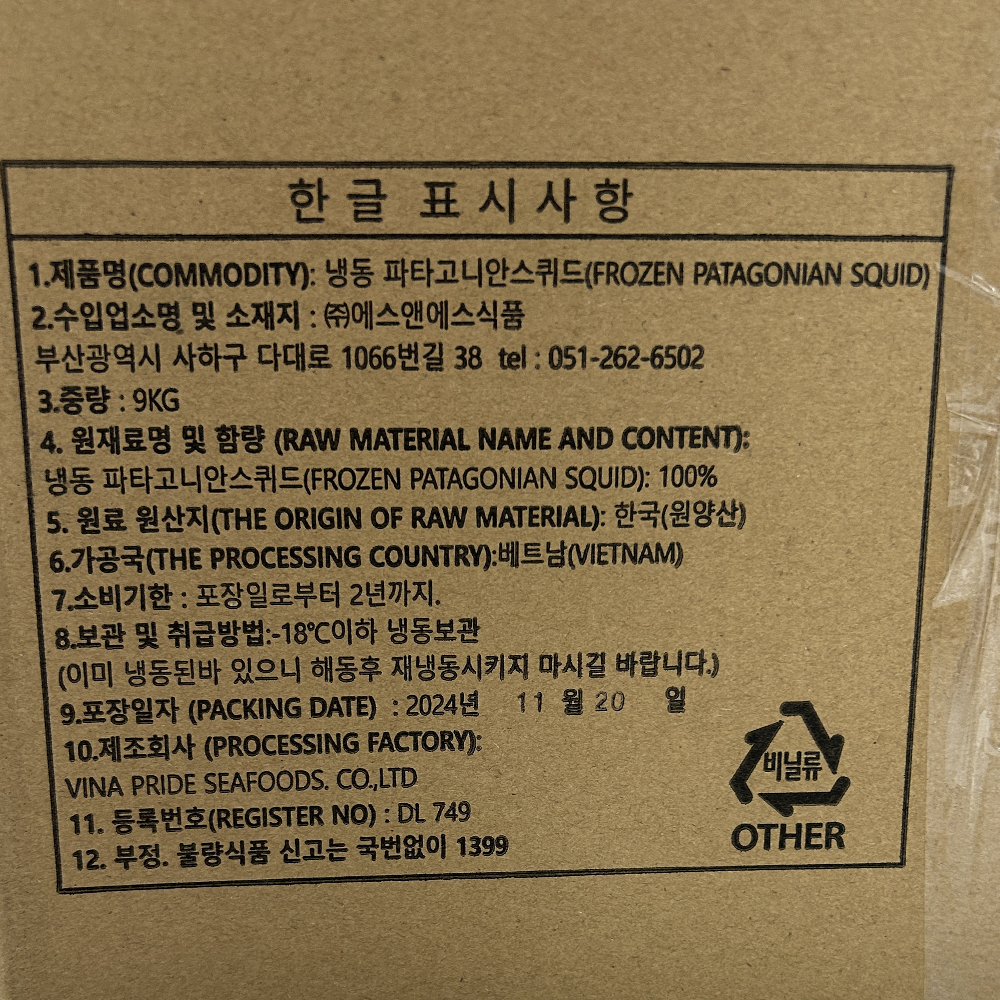 한글 표시사항
1.제품명(COMMODITY): 냉동 파타고니안스퀴드(FROZEN PATAGONIAN SQUID)
2.수입업소명 및 소재지 : ㈜에스앤에스식품
부산광역시 사하구 다대로 1066번길 38 tel : 051-262-6502
3.중량 : 9KG
4. 원재료명 및 함량 (RAW MATERIAL NAME AND CONTENT):
냉동 파타고니안스퀴드(FROZEN PATAGONIAN SQUID): 100%
5. 원료 원산지(THE ORIGIN OF RAW MATERIAL): 한국(원양산)
6.가공국(THE PROCESSING COUNTRY):베트남(VIETNAM)
7.소비기한 : 포장일로부터 2년까지.
8.보관 및 취급방법:-18℃이하 냉동보관
(이미 냉동된바 있으니 해동후 재냉동시키지 마시길 바랍니다.)
9.포장일자 (PACKING DATE) : 2024년 11 월 20 일
10.제조회사 (PROCESSING FACTORY):
VINA PRIDE SEAFOODS. CO.,LTD
11. 등록번호(REGISTER NO) : DL 749
12. 부정. 불량식품 신고는 국번없이 1399
비닐류
OTHER